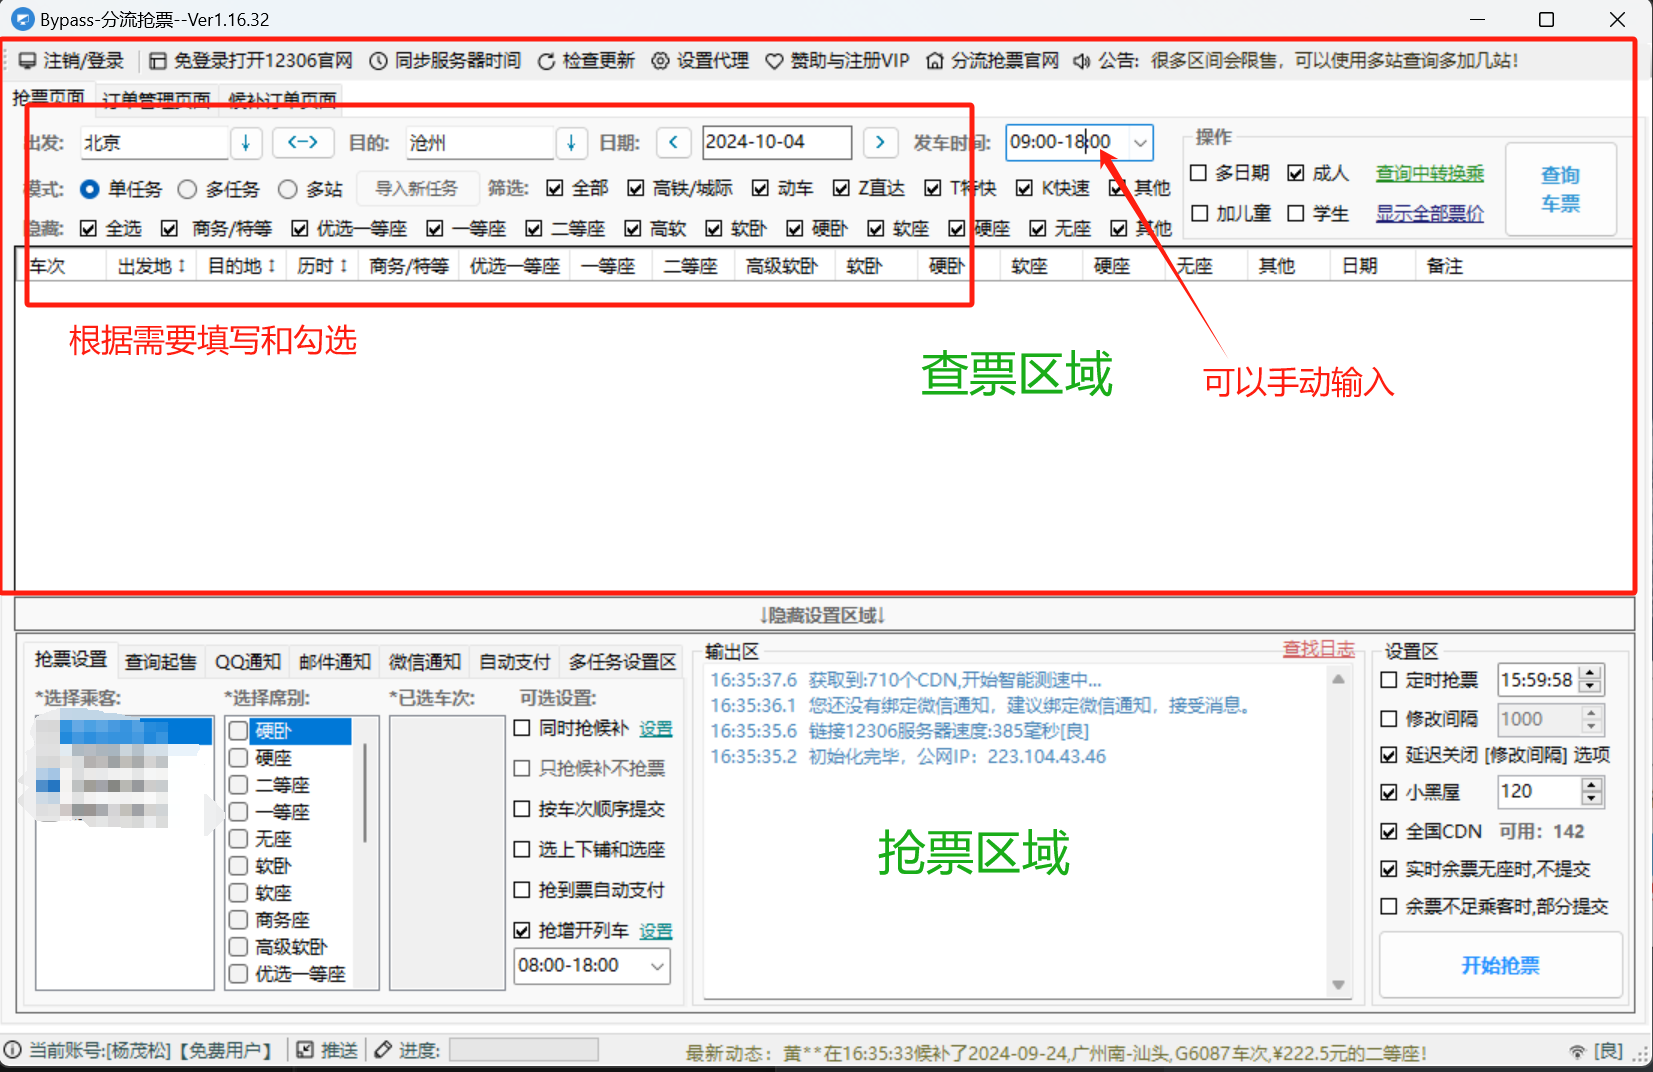 Bypass-分流抢票--Ver1.16.32
注销/登录 免登录打开12306官网 同步服务器时间 检查更新 设置代理 赞助与注册VIP 分流抢票官网 公告: 很多区间会限售，可以使用多站查询多加几站!
抢票页面 订单管理页面 候补订单页面
出发: 北京 ↓ <--> 目的: 沧州 ↓ 日期: < 2024-10-04 > 发车时间: 09:00-18:00 操作
模式: 单任务 多任务 多站 导入新任务 筛选: 全部 高铁/城际 动车 Z直达 T特快 K快速 其他 多日期 成人 查询中转换乘 查询
车票
隐藏: 全选 商务/特等 优选一等座 一等座 二等座 高软 软卧 硬卧 软座 硬座 无座 其他 加儿童 学生 显示全部票价
车次 出发地↕ 目的地↕ 历时↕ 商务/特等 优选一等座 一等座 二等座 高级软卧 软卧 硬卧 软座 硬座 无座 其他 日期 备注
根据需要填写和勾选
查票区域
可以手动输入
↓隐藏设置区域↓
抢票设置 查询起售 QQ通知 邮件通知 微信通知 自动支付 多任务设置区
*选择乘客: *选择席别: *已选车次: 可选设置:
硬卧
硬座
二等座
一等座
无座
软卧
软座
商务座
高级软卧
优选一等座
同时抢候补 设置
只抢候补不抢票
按车次顺序提交
选上下铺和选座
抢到票自动支付
抢增开列车 设置
08:00-18:00
输出区 查找日志
16:35:37.6 获取到:710个CDN,开始智能测速中...
16:35:36.1 您还没有绑定微信通知，建议绑定微信通知，接受消息。
16:35:35.6 链接12306服务器速度:385毫秒[良]
16:35:35.2 初始化完毕，公网IP：223.104.43.46
抢票区域
设置区
定时抢票 15:59:58
修改间隔 1000
延迟关闭 [修改间隔] 选项
小黑屋 120
全国CDN 可用：142
实时余票无座时,不提交
余票不足乘客时,部分提交
开始抢票
当前账号:[杨茂松]【免费用户】 推送 进度: 最新动态：黄**在16:35:33候补了2024-09-24,广州南-汕头,G6087车次,¥222.5元的二等座! [良]